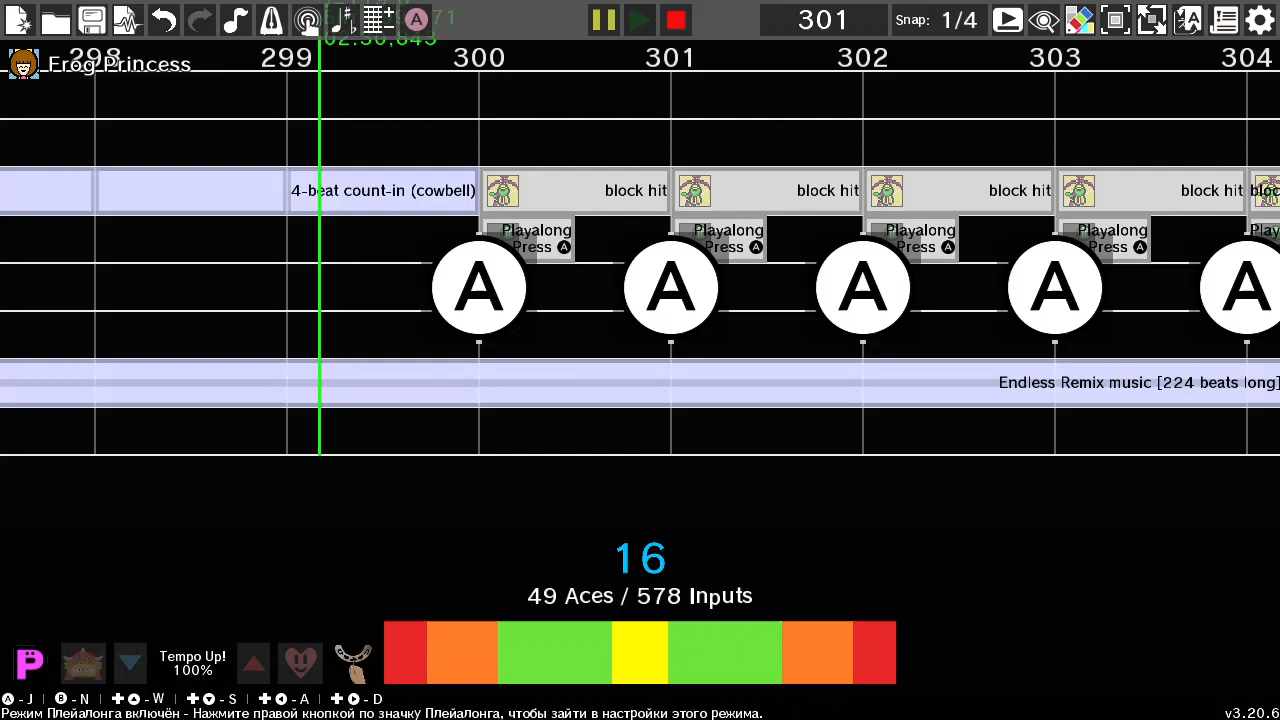 301
Snap: 1/4
02:30,843
Frog Princess
298 299 300 301 302 303 304
4-beat count-in (cowbell)
block hit block hit block hit block hit
Playalong Playalong Playalong Playalong
Press A Press A Press A Press A
A A A A A
Endless Remix music [224 beats long]
16
49 Aces / 578 Inputs
P
Tempo Up!
100%
A - J | B - N | - W | - S | - A | - D
Режим Плейалонга включён - Нажмите правой кнопкой по значку Плейалонга, чтобы зайти в настройки этого режима.
v3.20.6